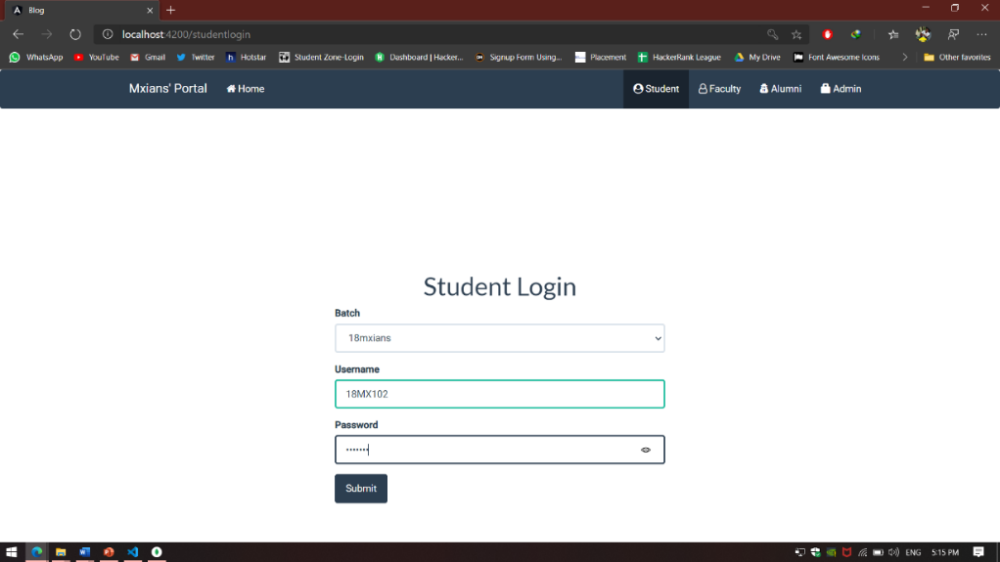 Blog
localhost:4200/studentlogin
WhatsApp YouTube Gmail Twitter Hotstar Student Zone-Login Dashboard | Hacker... Signup Form Using... Placement HackerRank League My Drive Font Awesome Icons Other favorites
Mxians' Portal Home Student Faculty Alumni Admin
Student Login
Batch
18mxians
Username
18MX102
Password
•••••••
Submit
ENG 5:15 PM